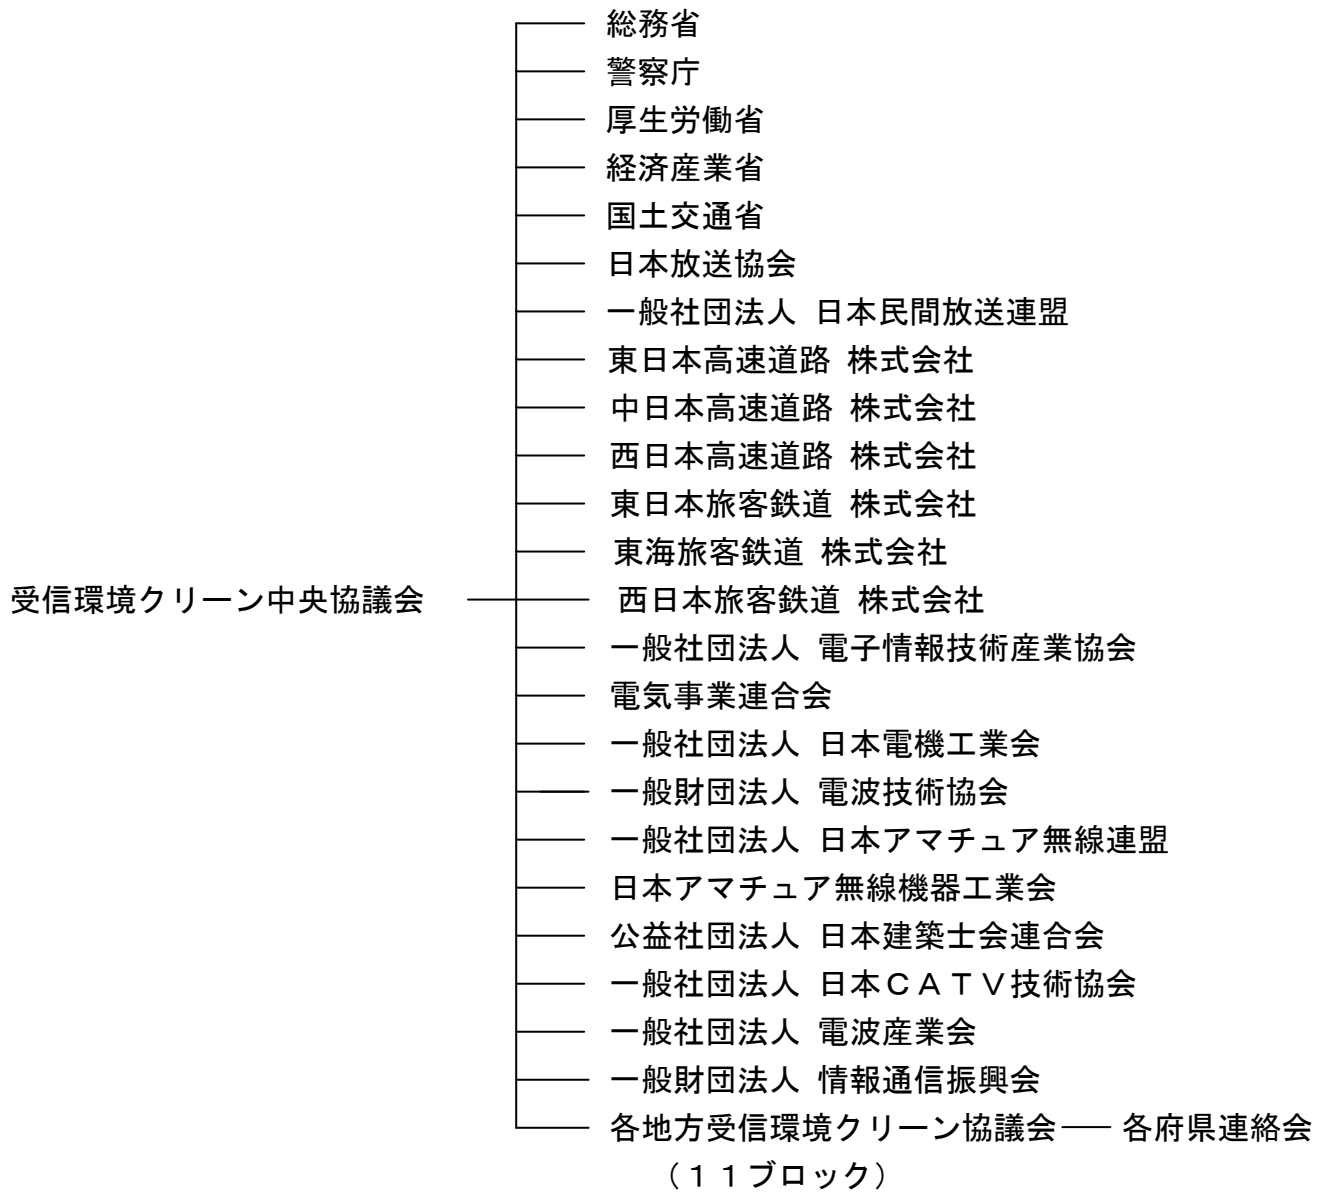 総務省
警察庁
厚生労働省
経済産業省
国土交通省
日本放送協会
一般社団法人 日本民間放送連盟
東日本高速道路 株式会社
中日本高速道路 株式会社
西日本高速道路 株式会社
東日本旅客鉄道 株式会社
東海旅客鉄道 株式会社
受信環境クリーン中央協議会 西日本旅客鉄道 株式会社
一般社団法人 電子情報技術産業協会
電気事業連合会
一般社団法人 日本電機工業会
一般財団法人 電波技術協会
一般社団法人 日本アマチュア無線連盟
日本アマチュア無線機器工業会
公益社団法人 日本建築士会連合会
一般社団法人 日本ＣＡＴＶ技術協会
一般社団法人 電波産業会
一般財団法人 情報通信振興会
各地方受信環境クリーン協議会 各府県連絡会
（１１ブロック）